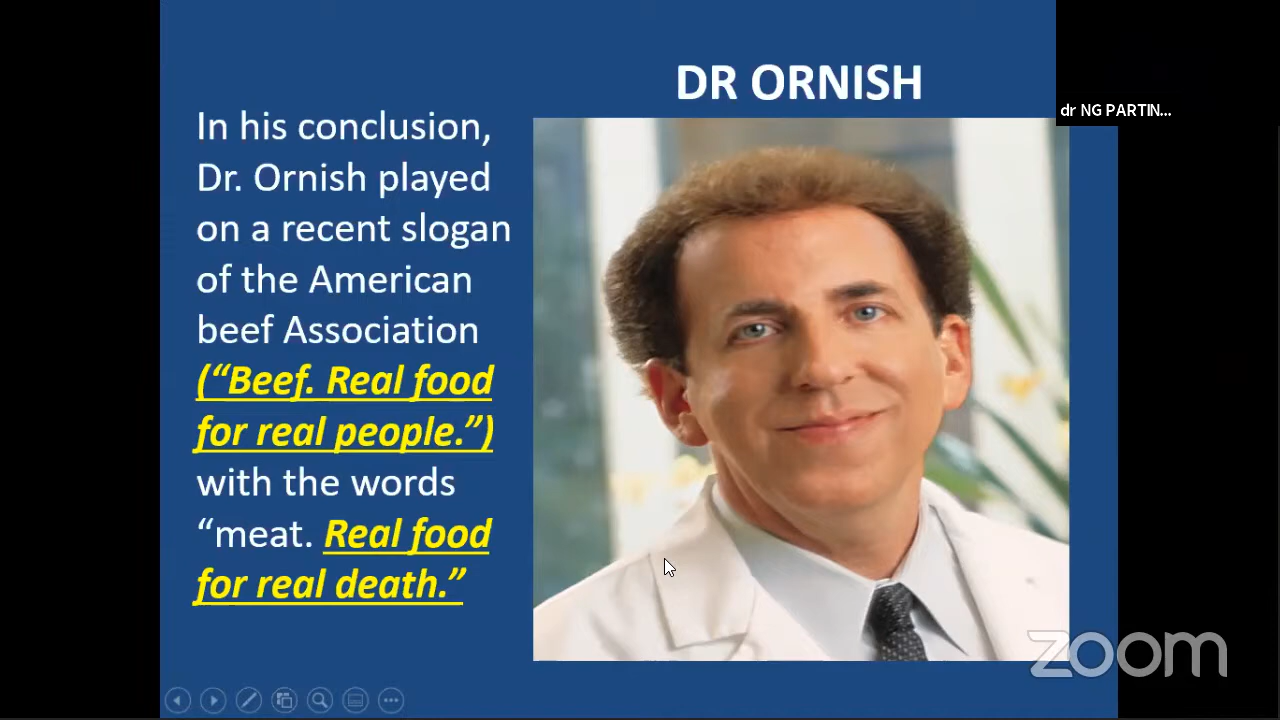 DR ORNISH
dr NG PARTIN...
In his conclusion,
Dr. Ornish played
on a recent slogan
of the American
beef Association
(“Beef. Real food
for real people.”)
with the words
“meat. Real food
for real death.”
zoom